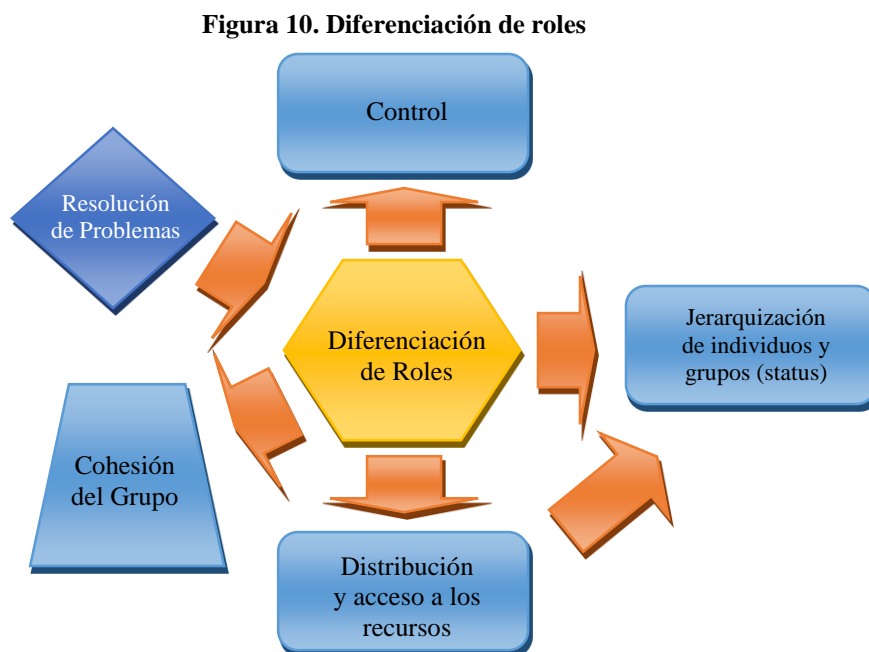 Figura 10. Diferenciación de roles
Control
Resolución
de Problemas
Diferenciación
de Roles
Jerarquización
de individuos y
grupos (status)
Cohesión
del Grupo
Distribución
y acceso a los
recursos